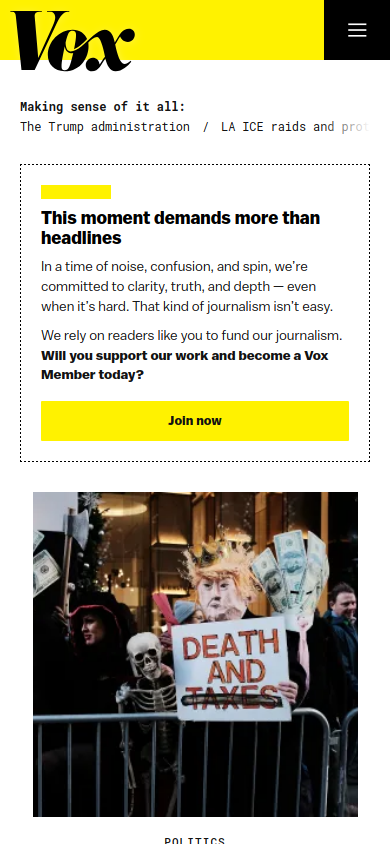 Vox
Making sense of it all:
The Trump administration / LA ICE raids and
This moment demands more than
headlines
In a time of noise, confusion, and spin, we’re
committed to clarity, truth, and depth — even
when it’s hard. That kind of journalism isn’t easy.
We rely on readers like you to fund our journalism.
Will you support our work and become a Vox
Member today?
Join now
DEATH
AND
TAXES
POLITICS